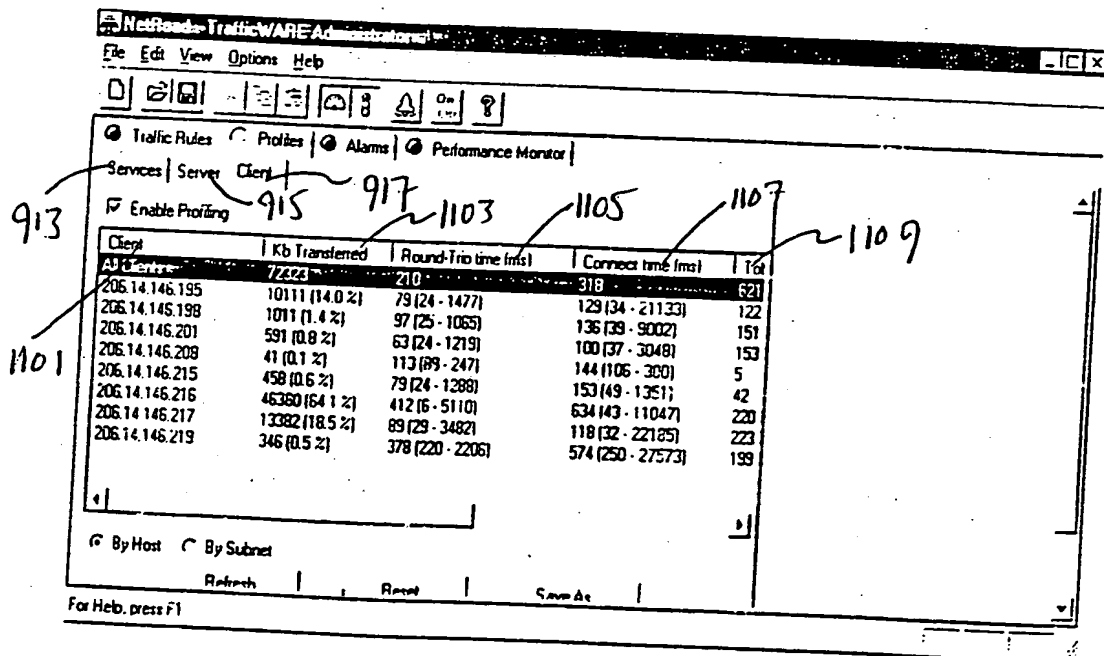 NetRoads-TrafficWARE Administrator
File Edit View Options Help
Traffic Rules Profiles Alarms Performance Monitor
Services Server Client
913 915 917 1103 1105 1107 1109
Enable Profiling
Client Kb Transferred Round-Trip time (ms) Connect time (ms) Tot
All Clients 72323 210 318 621
206.14.146.195 10111 (14.0 %) 79 (24 - 1477) 129 (34 - 21133) 122
206.14.146.198 1011 (1.4 %) 97 (25 - 1065) 136 (39 - 9002) 151
206.14.146.201 591 (0.8 %) 63 (24 - 1219) 100 (37 - 3048) 153
206.14.146.208 41 (0.1 %) 113 (89 - 247) 144 (106 - 300) 5
206.14.146.215 458 (0.6 %) 79 (24 - 1288) 153 (49 - 1351) 42
206.14.146.216 46360 (64.1 %) 412 (6 - 5110) 634 (43 - 11047) 220
206.14.146.217 13382 (18.5 %) 89 (29 - 3482) 118 (32 - 22185) 223
206.14.146.219 346 (0.5 %) 378 (220 - 2206) 574 (250 - 27573) 199
1101
By Host By Subnet
Refresh Reset Save As
For Help, press F1